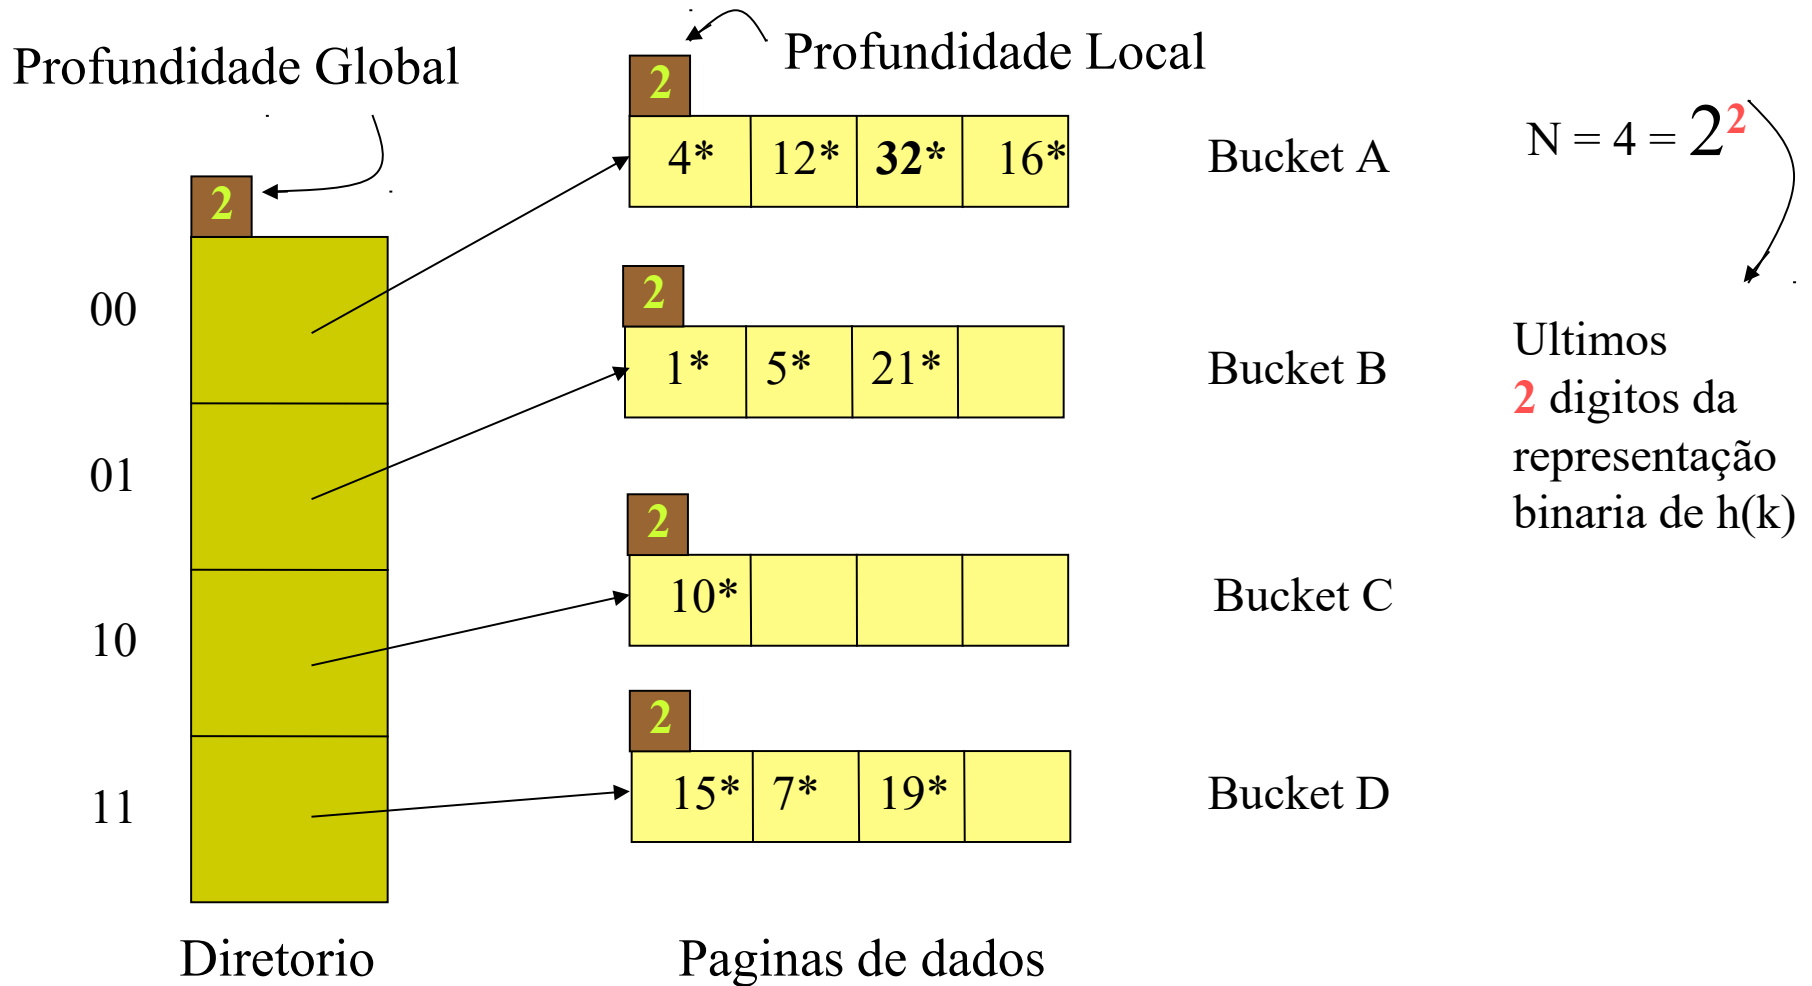 Profundidade Global
Profundidade Local
2
2
4* 12* 32* 16*
Bucket A
N = 4 = 2²
00
2
1* 5* 21*
Bucket B
Ultimos
2 digitos da
representação
binaria de h(k)
01
2
10*
Bucket C
10
2
15* 7* 19*
Bucket D
11
Diretorio
Paginas de dados